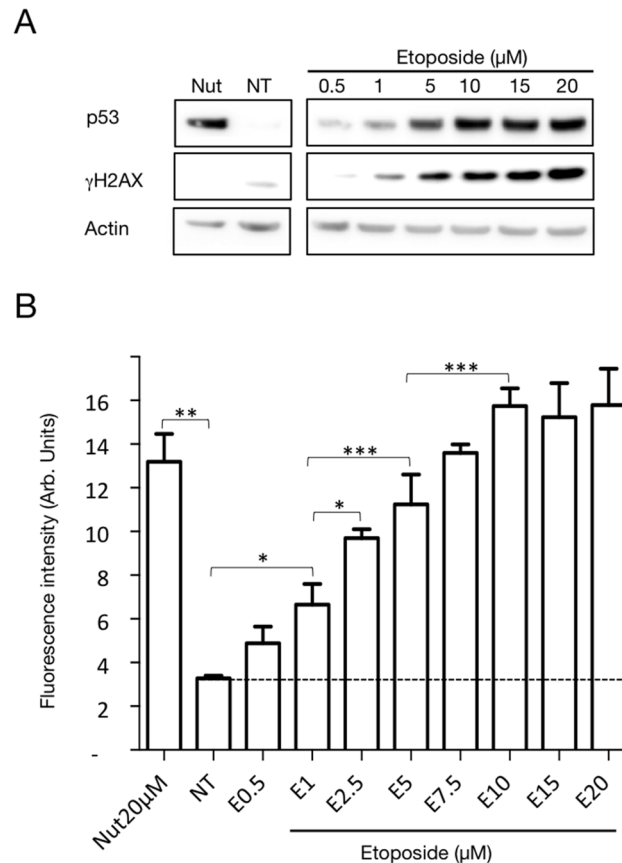 A
Etoposide (µM)
Nut NT 0.5 1 5 10 15 20
p53
γH2AX
Actin
B
Fluorescence intensity (Arb. Units)
16
14
12
10
8
6
4
2
-
**
*
*
***
***
Nut20µM NT E0.5 E1 E2.5 E5 E7.5 E10 E15 E20
Etoposide (µM)